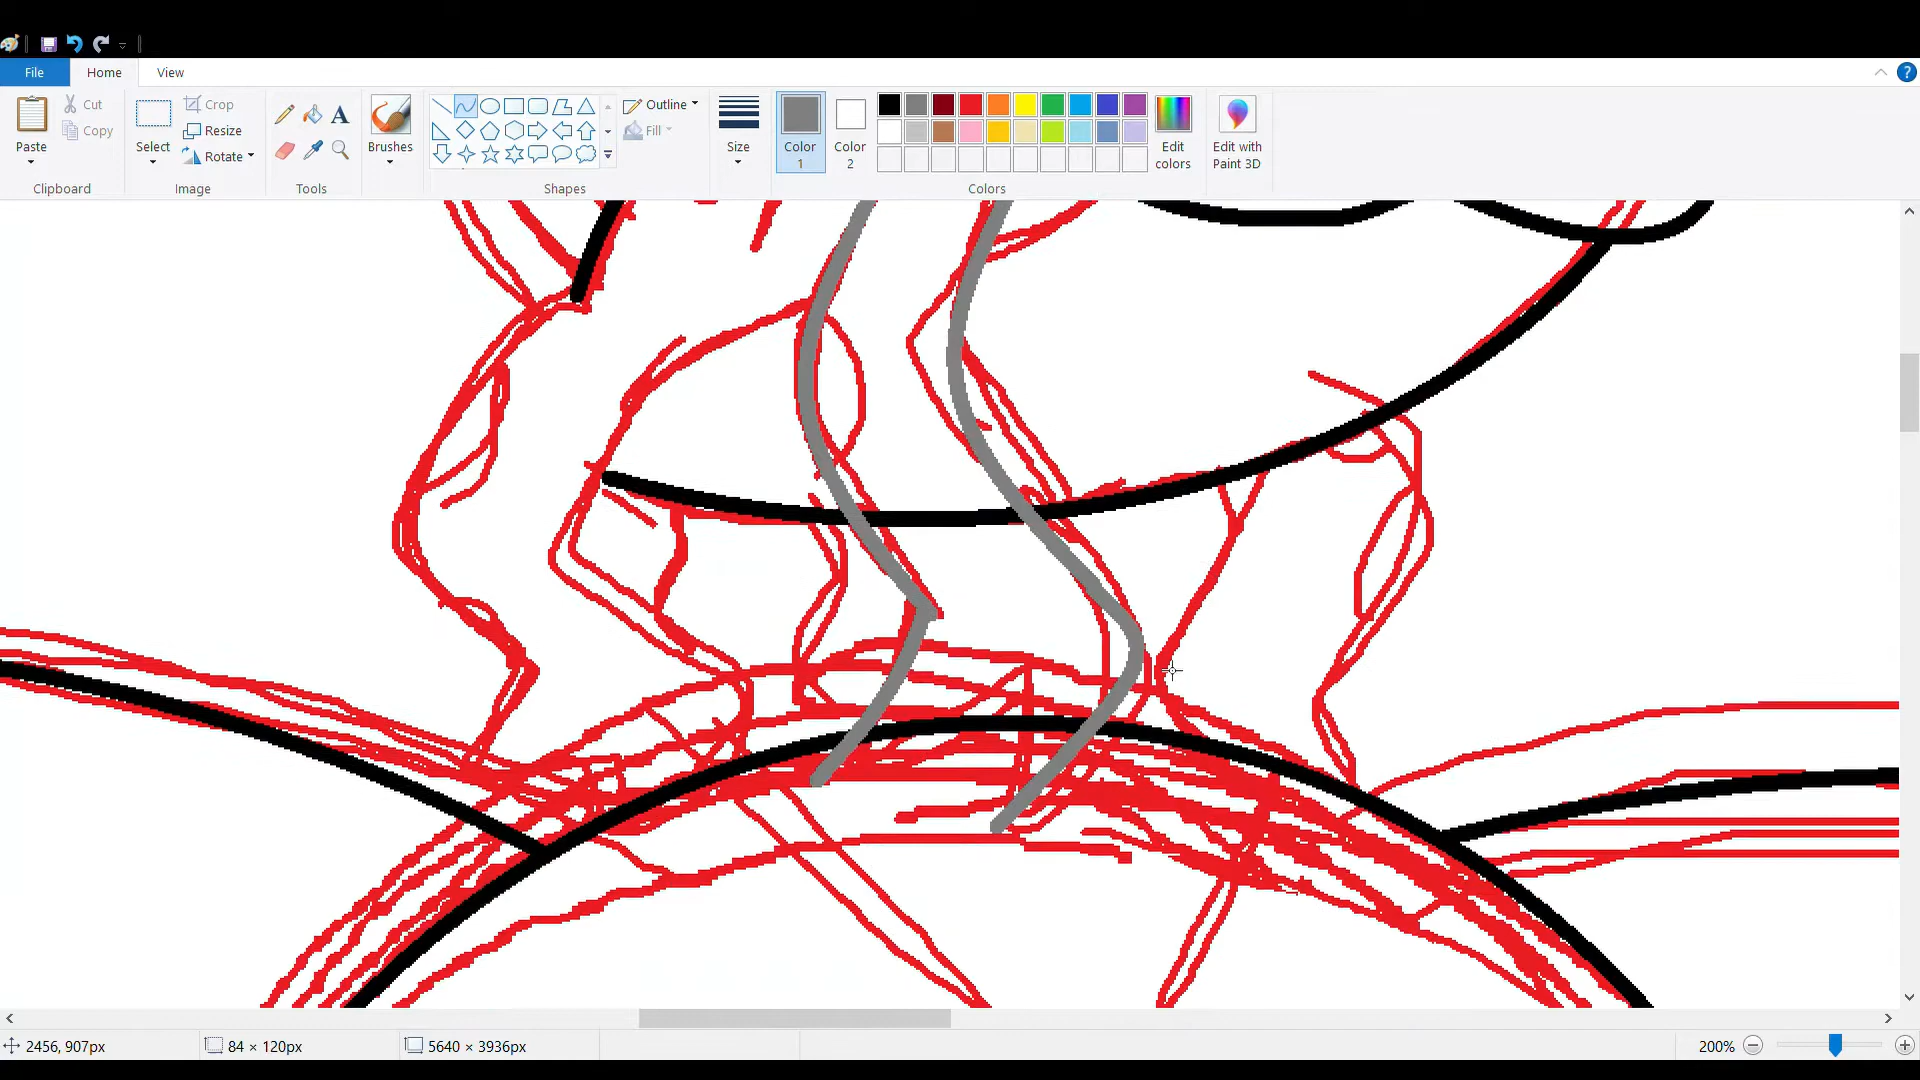 File Home View
Paste
Cut
Copy
Clipboard
Select
Crop
Resize
Rotate
Image
Tools
Brushes
Outline
Fill
Shapes
Size
Color 1
Color 2
Edit colors
Colors
Edit with Paint 3D
2456, 907px 84 × 120px 5640 × 3936px 200%